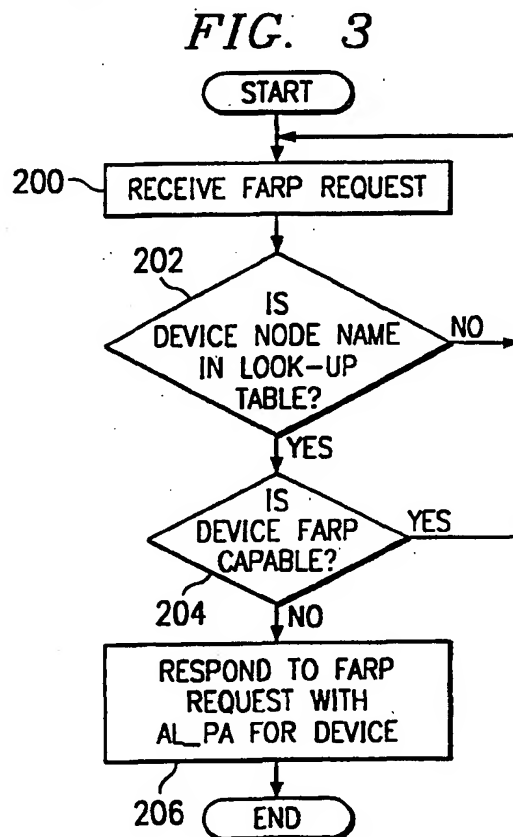 FIG. 3
START
200
RECEIVE FARP REQUEST
202
IS
DEVICE NODE NAME
IN LOOK-UP
TABLE?
NO
YES
IS
DEVICE FARP
CAPABLE?
YES
204
NO
RESPOND TO FARP
REQUEST WITH
AL_PA FOR DEVICE
206
END